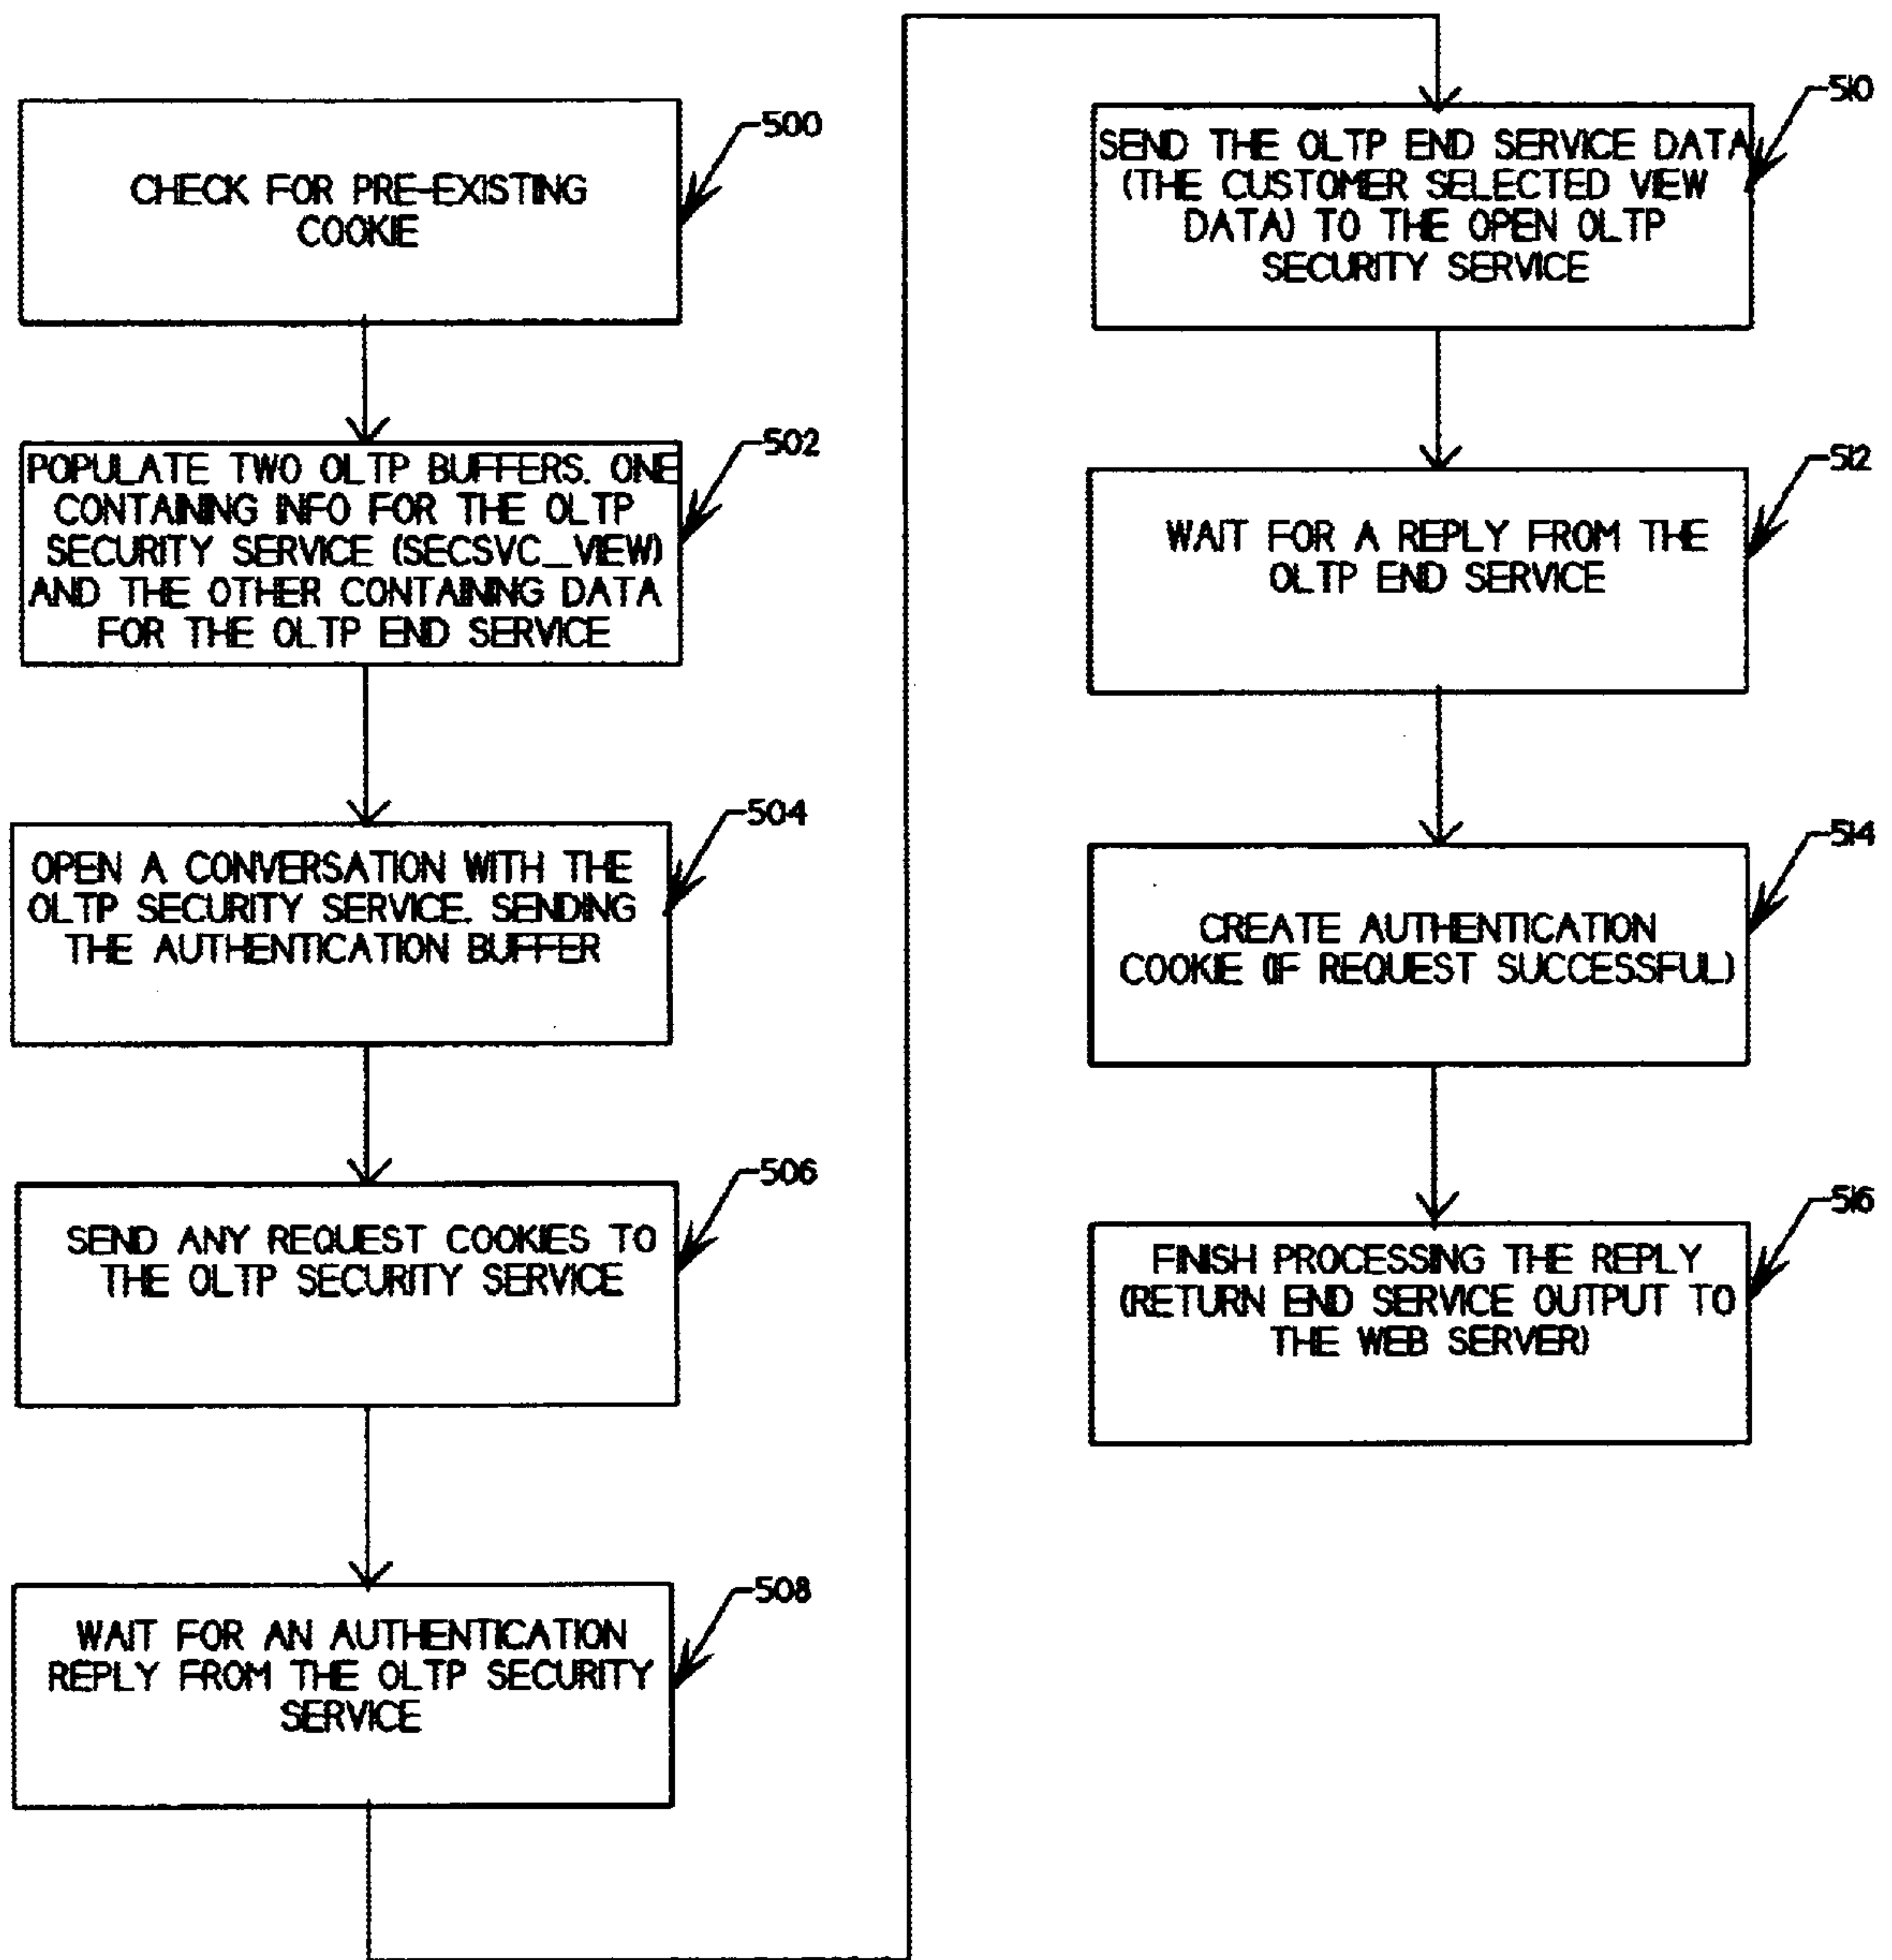 CHECK FOR PRE-EXISTING
COOKIE
500
POPULATE TWO OLTP BUFFERS. ONE
CONTAINING INFO FOR THE OLTP
SECURITY SERVICE (SECSVC_VIEW)
AND THE OTHER CONTAINING DATA
FOR THE OLTP END SERVICE
502
OPEN A CONVERSATION WITH THE
OLTP SECURITY SERVICE. SENDING
THE AUTHENTICATION BUFFER
504
SEND ANY REQUEST COOKIES TO
THE OLTP SECURITY SERVICE
506
WAIT FOR AN AUTHENTICATION
REPLY FROM THE OLTP SECURITY
SERVICE
508
SEND THE OLTP END SERVICE DATA
(THE CUSTOMER SELECTED VIEW
DATA) TO THE OPEN OLTP
SECURITY SERVICE
510
WAIT FOR A REPLY FROM THE
OLTP END SERVICE
512
CREATE AUTHENTICATION
COOKIE (IF REQUEST SUCCESSFUL)
514
FINISH PROCESSING THE REPLY
(RETURN END SERVICE OUTPUT TO
THE WEB SERVER)
516